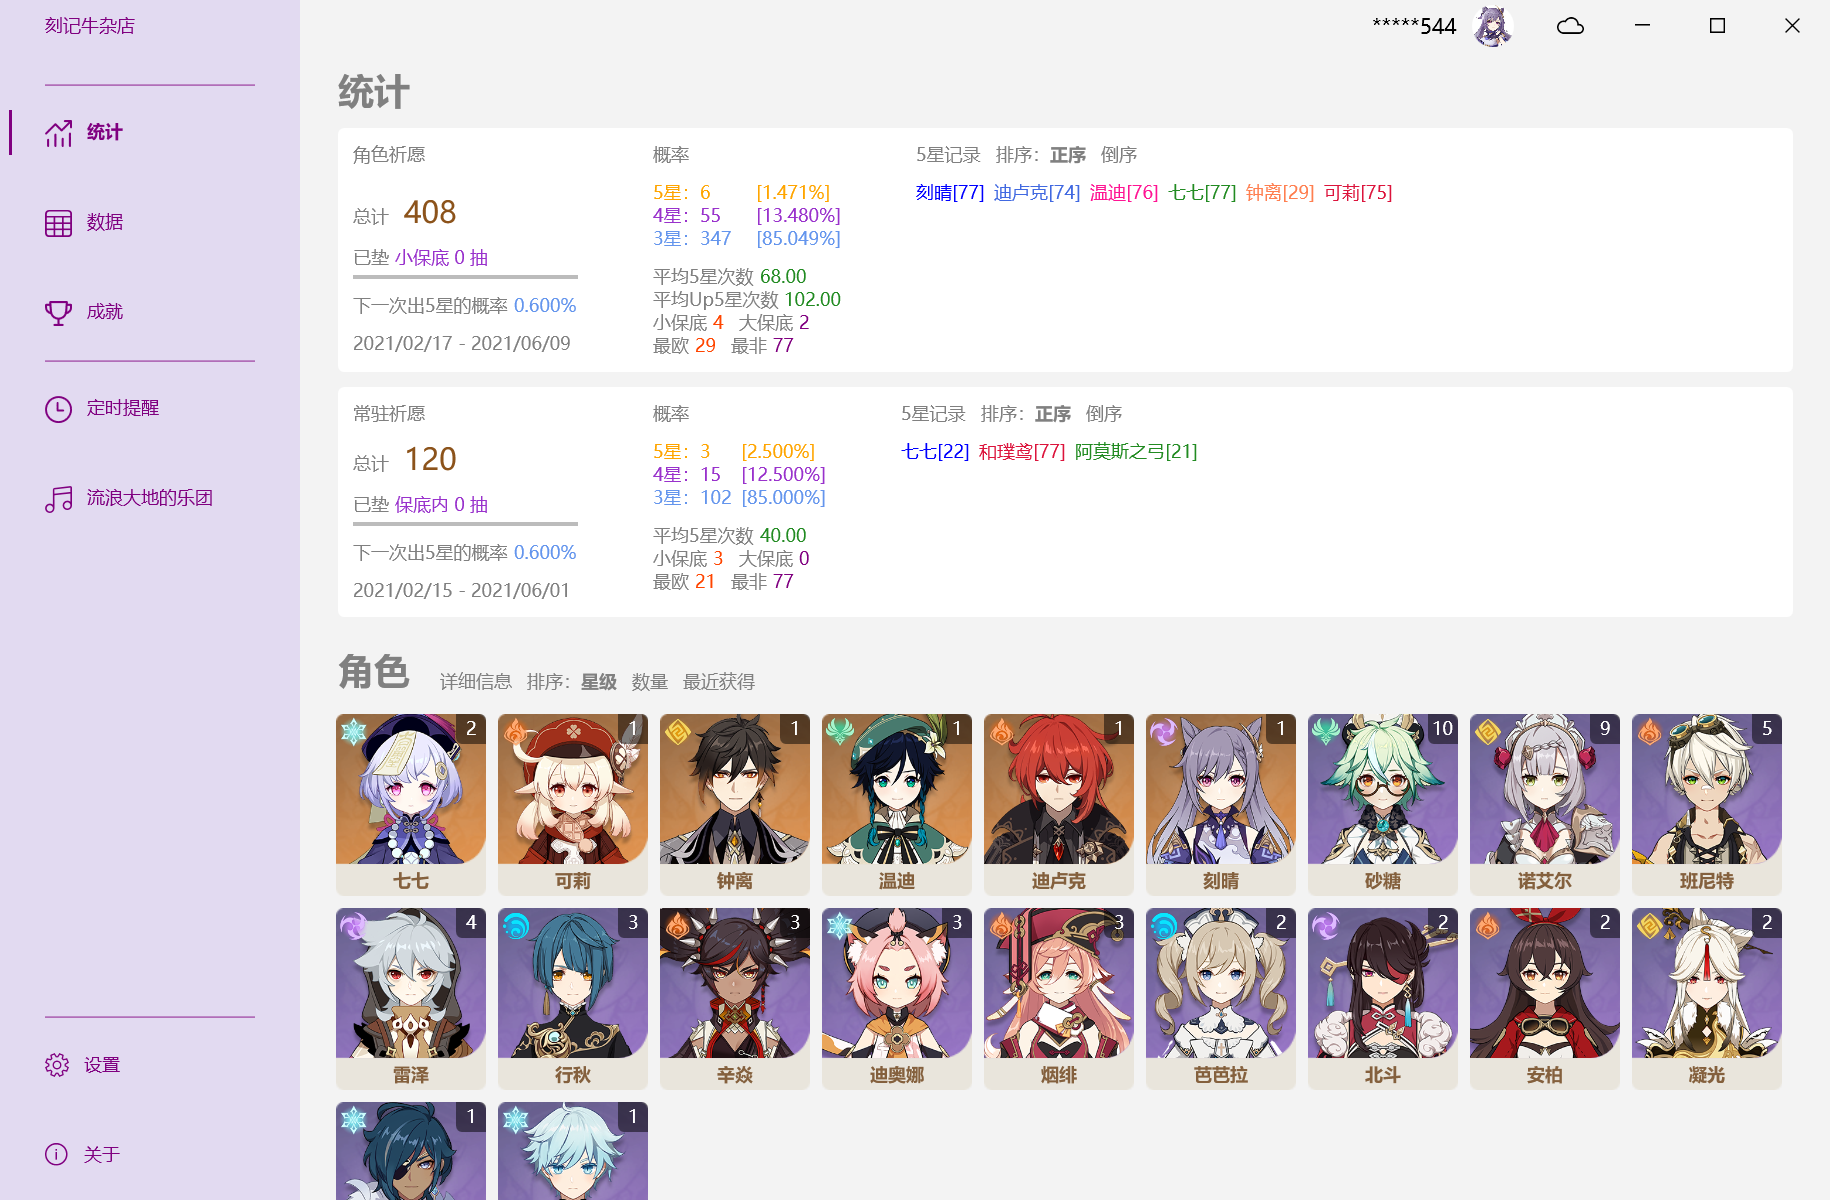 刻记牛杂店
*****544
统计
数据
成就
定时提醒
流浪大地的乐团
设置
关于
统计
角色祈愿
总计 408
已垫 小保底 0 抽
下一次出5星的概率 0.600%
2021/02/17 - 2021/06/09
概率
5星: 6 [1.471%]
4星: 55 [13.480%]
3星: 347 [85.049%]
平均5星次数 68.00
平均Up5星次数 102.00
小保底 4 大保底 2
最欧 29 最非 77
5星记录 排序: 正序 倒序
刻晴[77] 迪卢克[74] 温迪[76] 七七[77] 钟离[29] 可莉[75]
常驻祈愿
总计 120
已垫 保底内 0 抽
下一次出5星的概率 0.600%
2021/02/15 - 2021/06/01
概率
5星: 3 [2.500%]
4星: 15 [12.500%]
3星: 102 [85.000%]
平均5星次数 40.00
小保底 3 大保底 0
最欧 21 最非 77
5星记录 排序: 正序 倒序
七七[22] 和璞鸢[77] 阿莫斯之弓[21]
角色 详细信息 排序: 星级 数量 最近获得
2 1 1 1 1 1 10 9 5
七七 可莉 钟离 温迪 迪卢克 刻晴 砂糖 诺艾尔 班尼特
4 3 3 3 3 2 2 2 2
雷泽 行秋 辛焱 迪奥娜 烟绯 芭芭拉 北斗 安柏 凝光
1 1